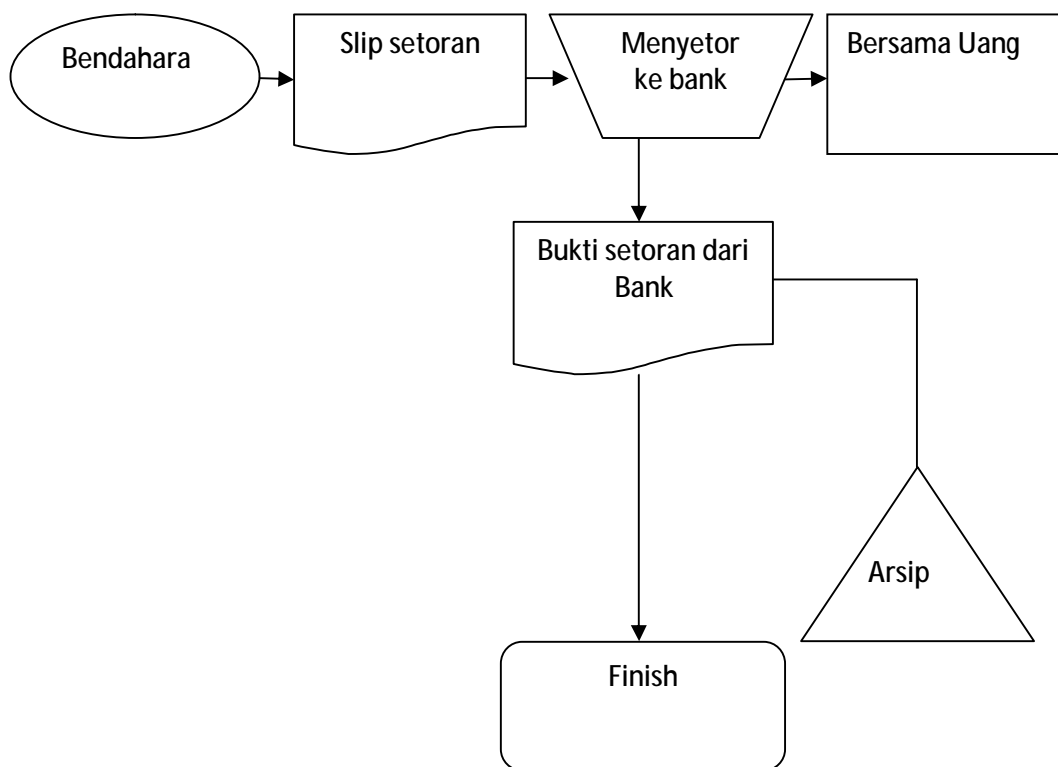 Bendahara
Slip setoran
Menyetor
ke bank
Bersama Uang
Bukti setoran dari
Bank
Arsip
Finish